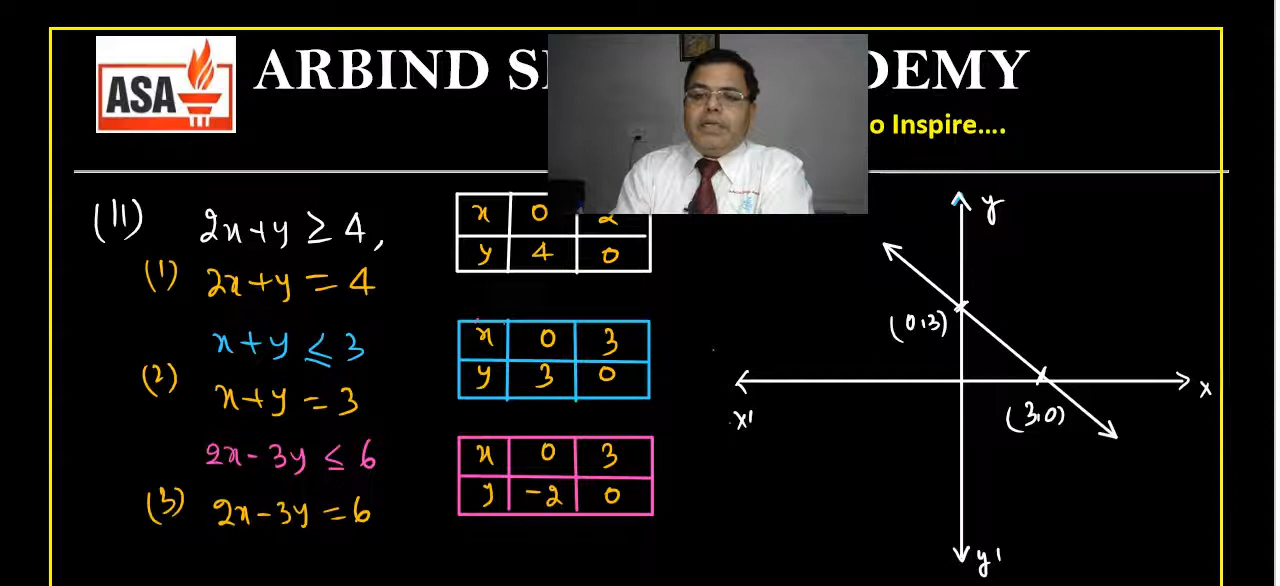 ASA
ARBIND
DEMY
o Inspire....
(II) 2x+y ≥ 4,
(1) 2x+y = 4
x+y ≤ 3
(2) x+y = 3
2x-3y ≤ 6
(3) 2x-3y = 6
x 0 2
y 4 0
x 0 3
y 3 0
x 0 3
y -2 0
y
(0,3)
x' x
(3,0)
y'